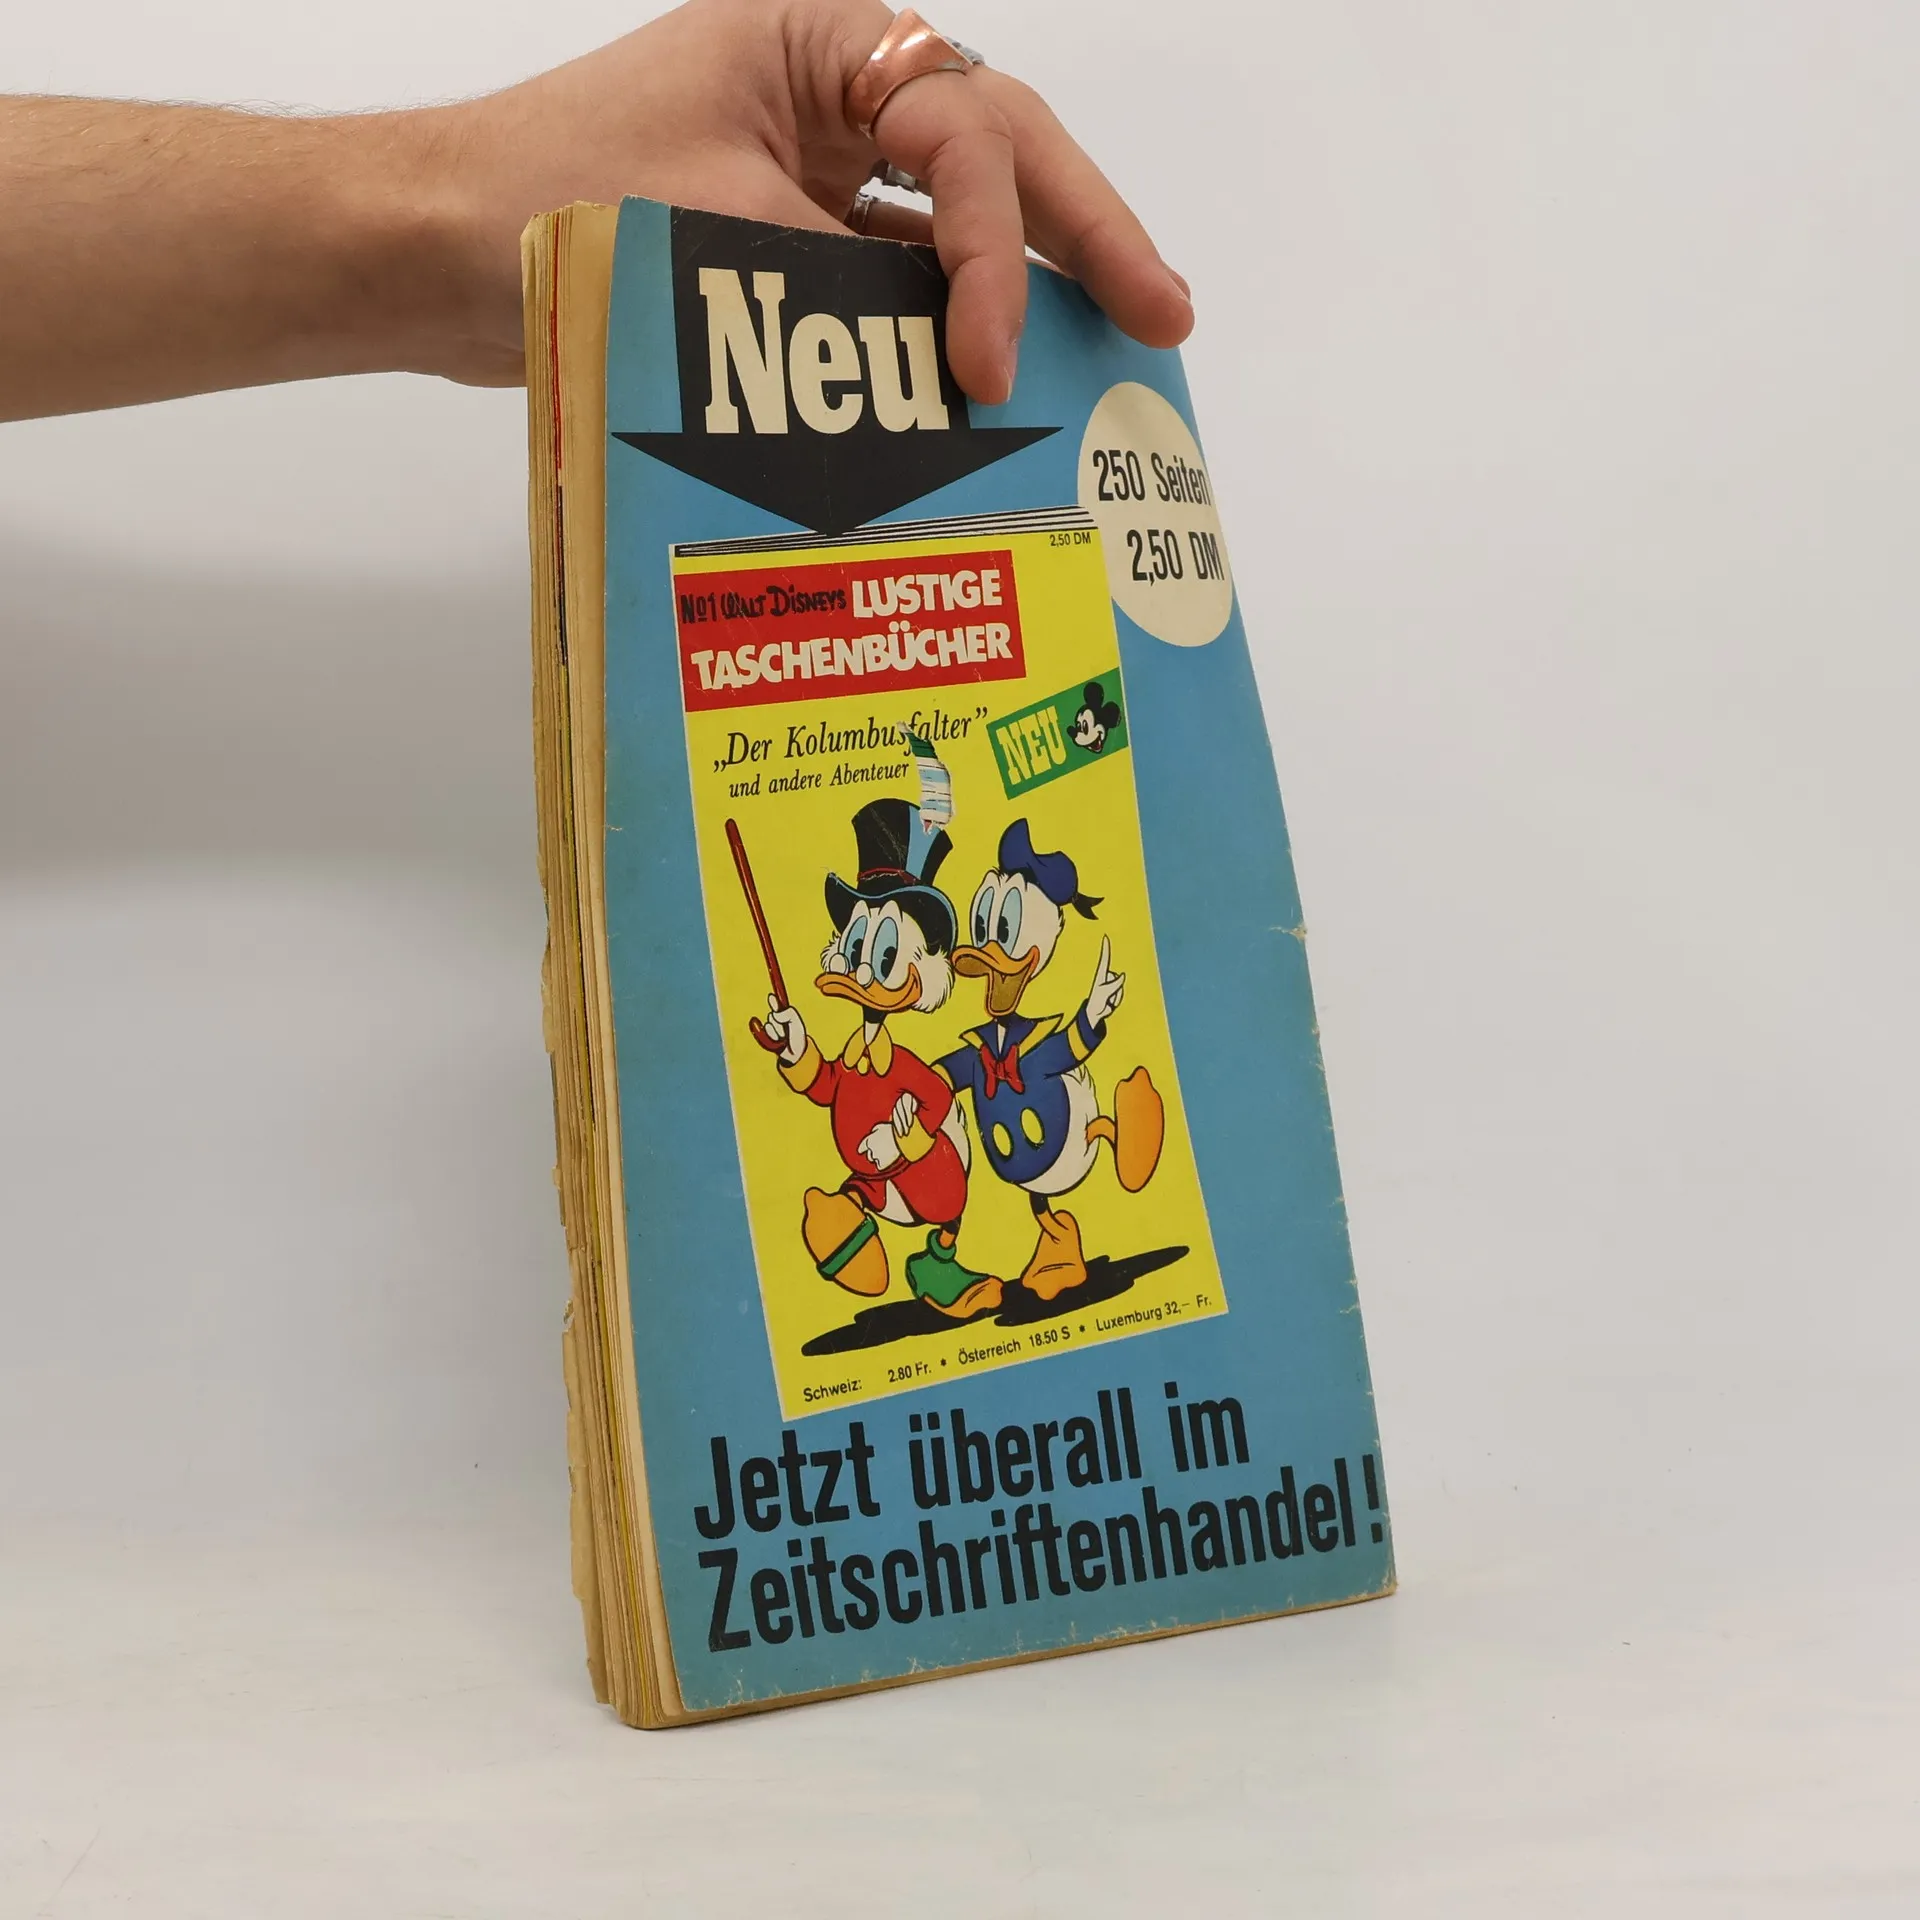 Neu
250 Seiten
2,50 DM
2,50 DM
No1 WALT DISNEYS LUSTIGE
TASCHENBÜCHER
„Der Kolumbusfalter”
und andere Abenteuer
NEU
Schweiz: 2.80 Fr. * Österreich 18.50 S * Luxemburg 32,– Fr.
Jetzt überall im
Zeitschriftenhandel!